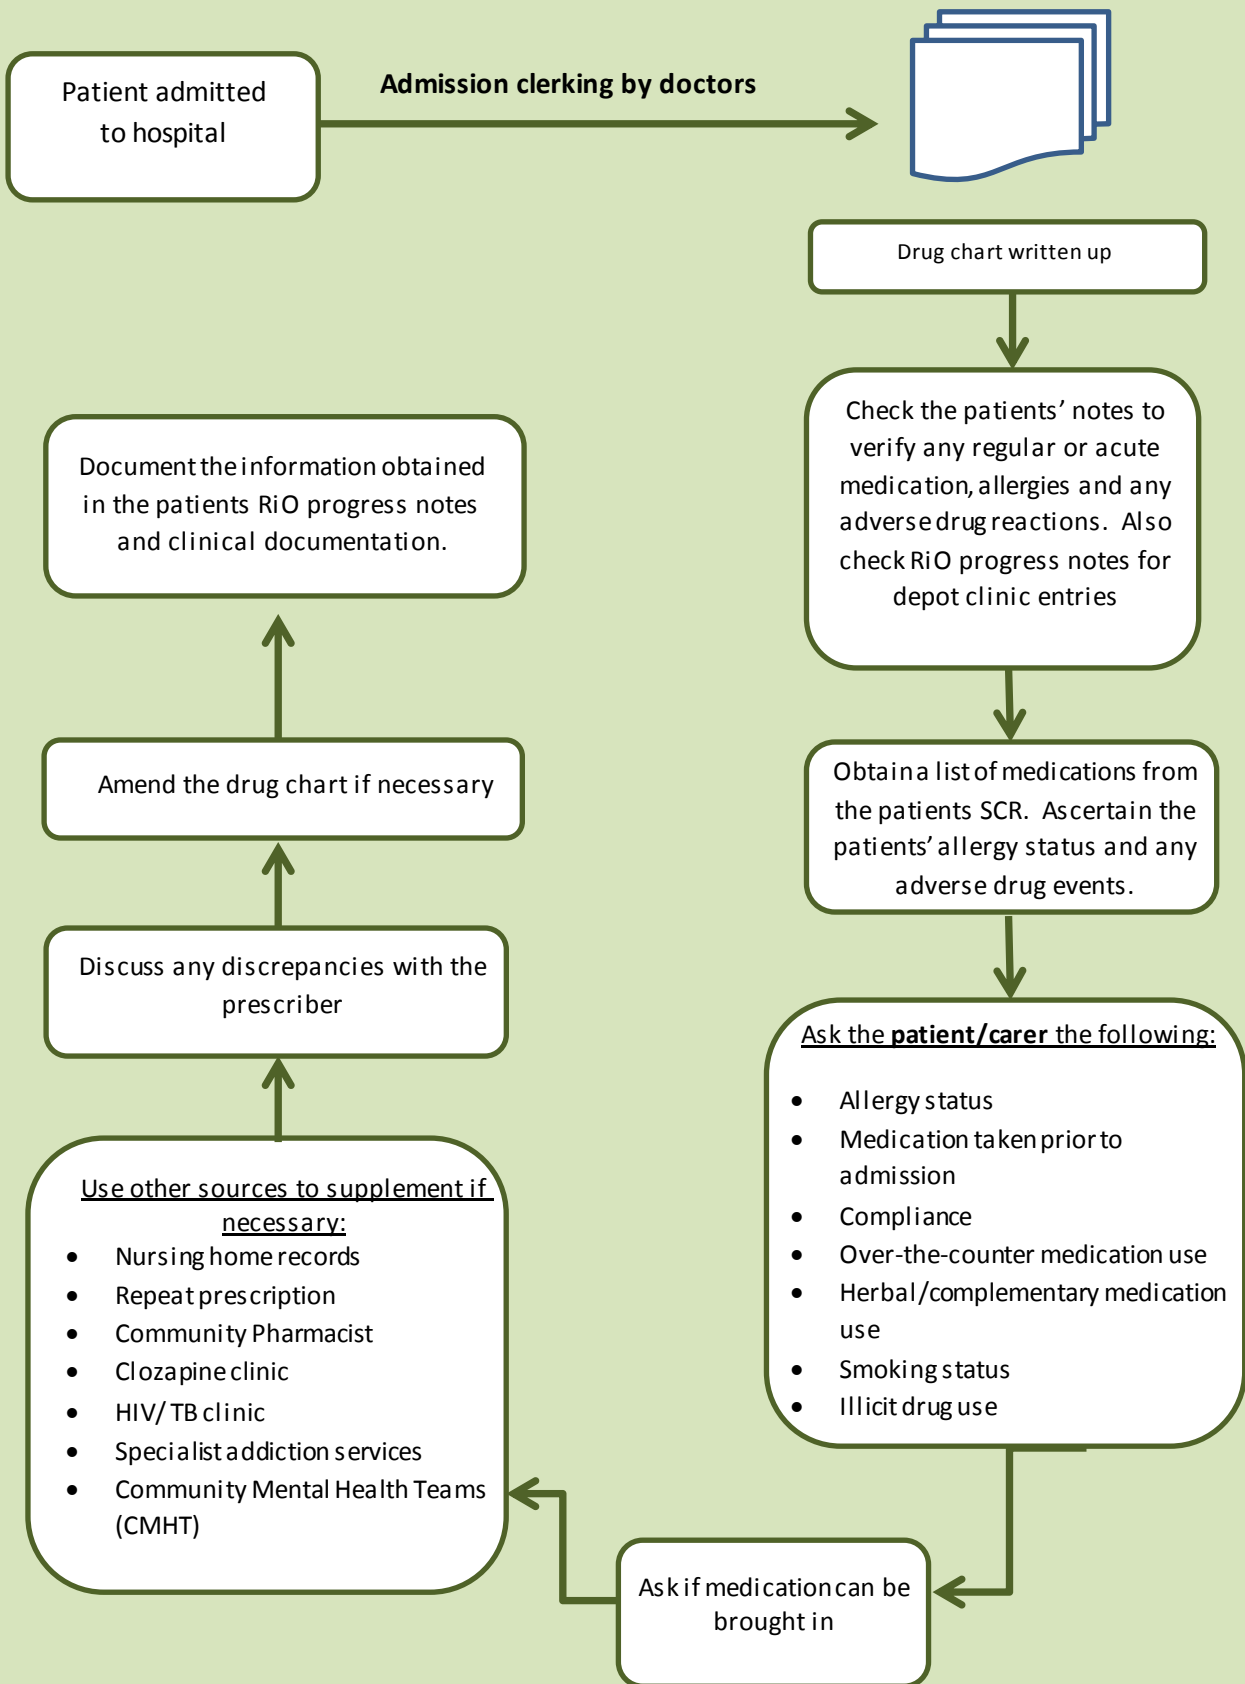 Patient admitted
to hospital
Admission clerking by doctors
Drug chart written up
Check the patients’ notes to
verify any regular or acute
medication, allergies and any
adverse drug reactions. Also
check RiO progress notes for
depot clinic entries
Obtain a list of medications from
the patients SCR. Ascertain the
patients’ allergy status and any
adverse drug events.
Ask the patient/carer the following:
• Allergy status
• Medication taken prior to
admission
• Compliance
• Over-the-counter medication use
• Herbal/complementary medication
use
• Smoking status
• Illicit drug use
Ask if medication can be
brought in
Use other sources to supplement if
necessary:
• Nursing home records
• Repeat prescription
• Community Pharmacist
• Clozapine clinic
• HIV/ TB clinic
• Specialist addiction services
• Community Mental Health Teams
(CMHT)
Discuss any discrepancies with the
prescriber
Amend the drug chart if necessary
Document the information obtained
in the patients RiO progress notes
and clinical documentation.